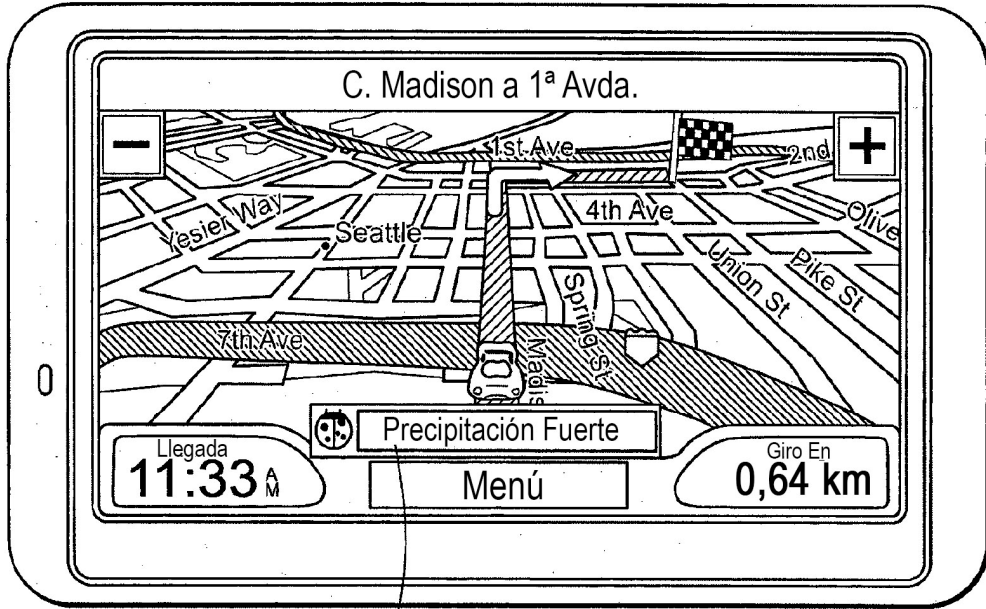 C. Madison a 1ª Avda.
−
+
1st Ave
2nd
4th Ave
Olive
Yesler Way
Seattle
Union St
Pike St
Spring St
7th Ave
Madis
Precipitación Fuerte
Llegada
11:33 AM
Menú
Giro En
0,64 km